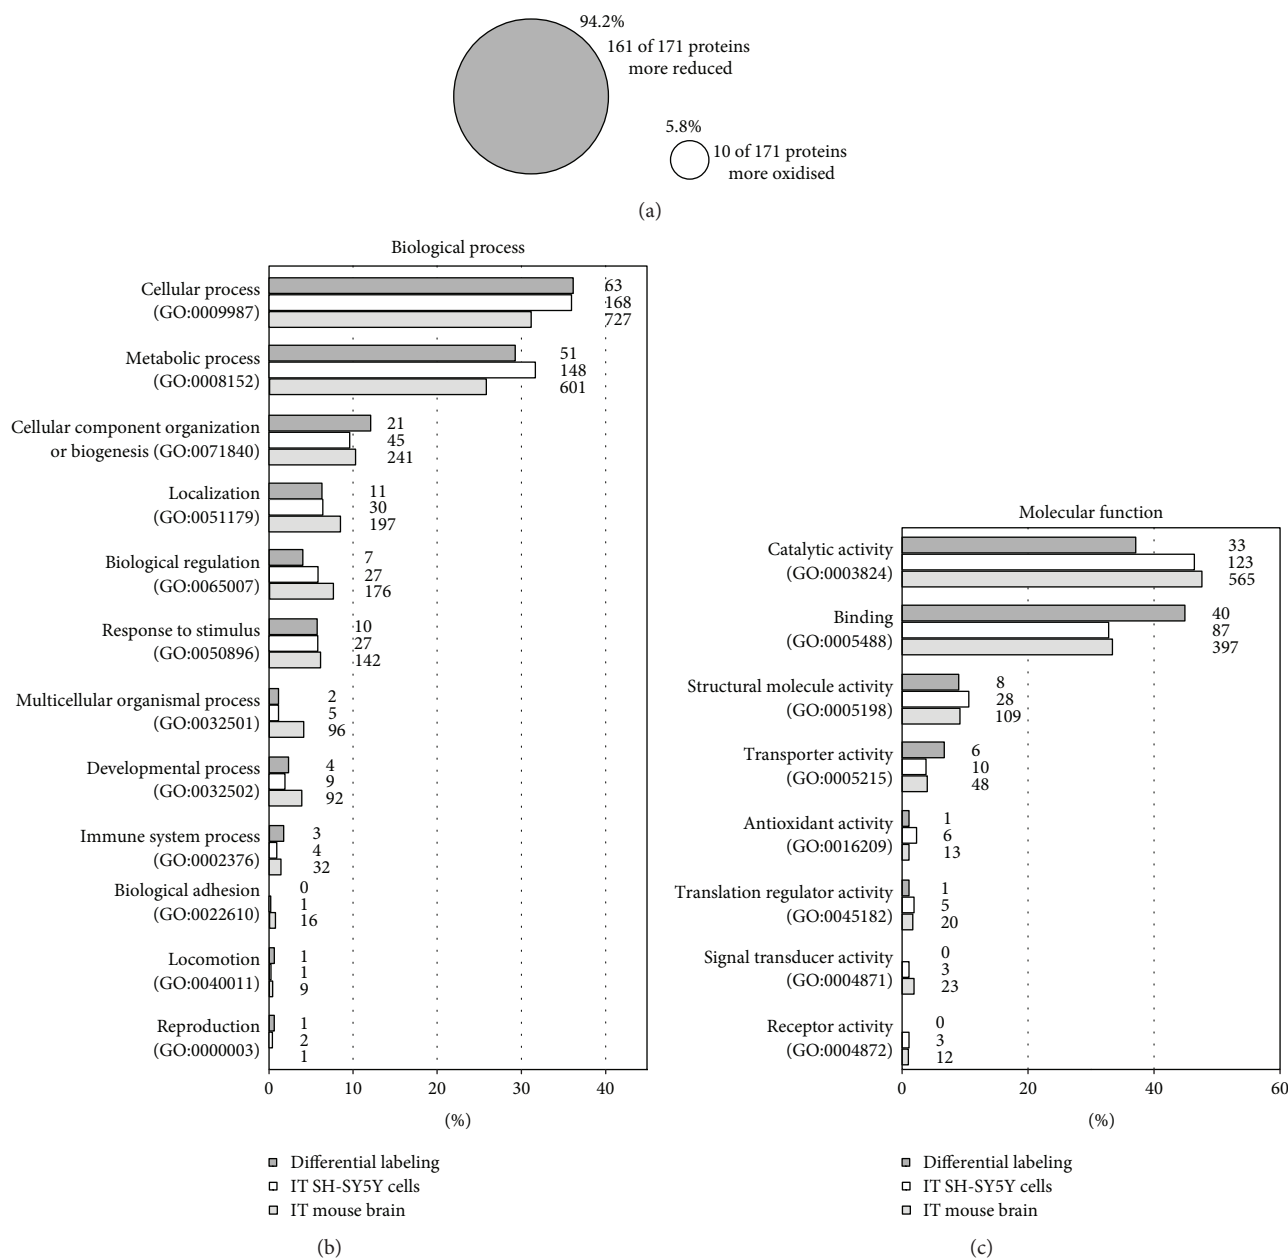 94.2%
161 of 171 proteins
more reduced
5.8%
10 of 171 proteins
more oxidised
(a)
Biological process
Cellular process
(GO:0009987)
63
168
727
Metabolic process
(GO:0008152)
51
148
601
Cellular component organization
or biogenesis (GO:0071840)
21
45
241
Localization
(GO:0051179)
11
30
197
Biological regulation
(GO:0065007)
7
27
176
Response to stimulus
(GO:0050896)
10
27
142
Multicellular organismal process
(GO:0032501)
2
5
96
Developmental process
(GO:0032502)
4
9
92
Immune system process
(GO:0002376)
3
4
32
Biological adhesion
(GO:0022610)
0
1
16
Locomotion
(GO:0040011)
1
1
9
Reproduction
(GO:0000003)
1
2
1
0 10 20 30 40
(%)
Differential labeling
IT SH-SY5Y cells
IT mouse brain
(b)
Molecular function
Catalytic activity
(GO:0003824)
33
123
565
Binding
(GO:0005488)
40
87
397
Structural molecule activity
(GO:0005198)
8
28
109
Transporter activity
(GO:0005215)
6
10
48
Antioxidant activity
(GO:0016209)
1
6
13
Translation regulator activity
(GO:0045182)
1
5
20
Signal transducer activity
(GO:0004871)
0
3
23
Receptor activity
(GO:0004872)
0
3
12
0 20 40 60
(%)
Differential labeling
IT SH-SY5Y cells
IT mouse brain
(c)